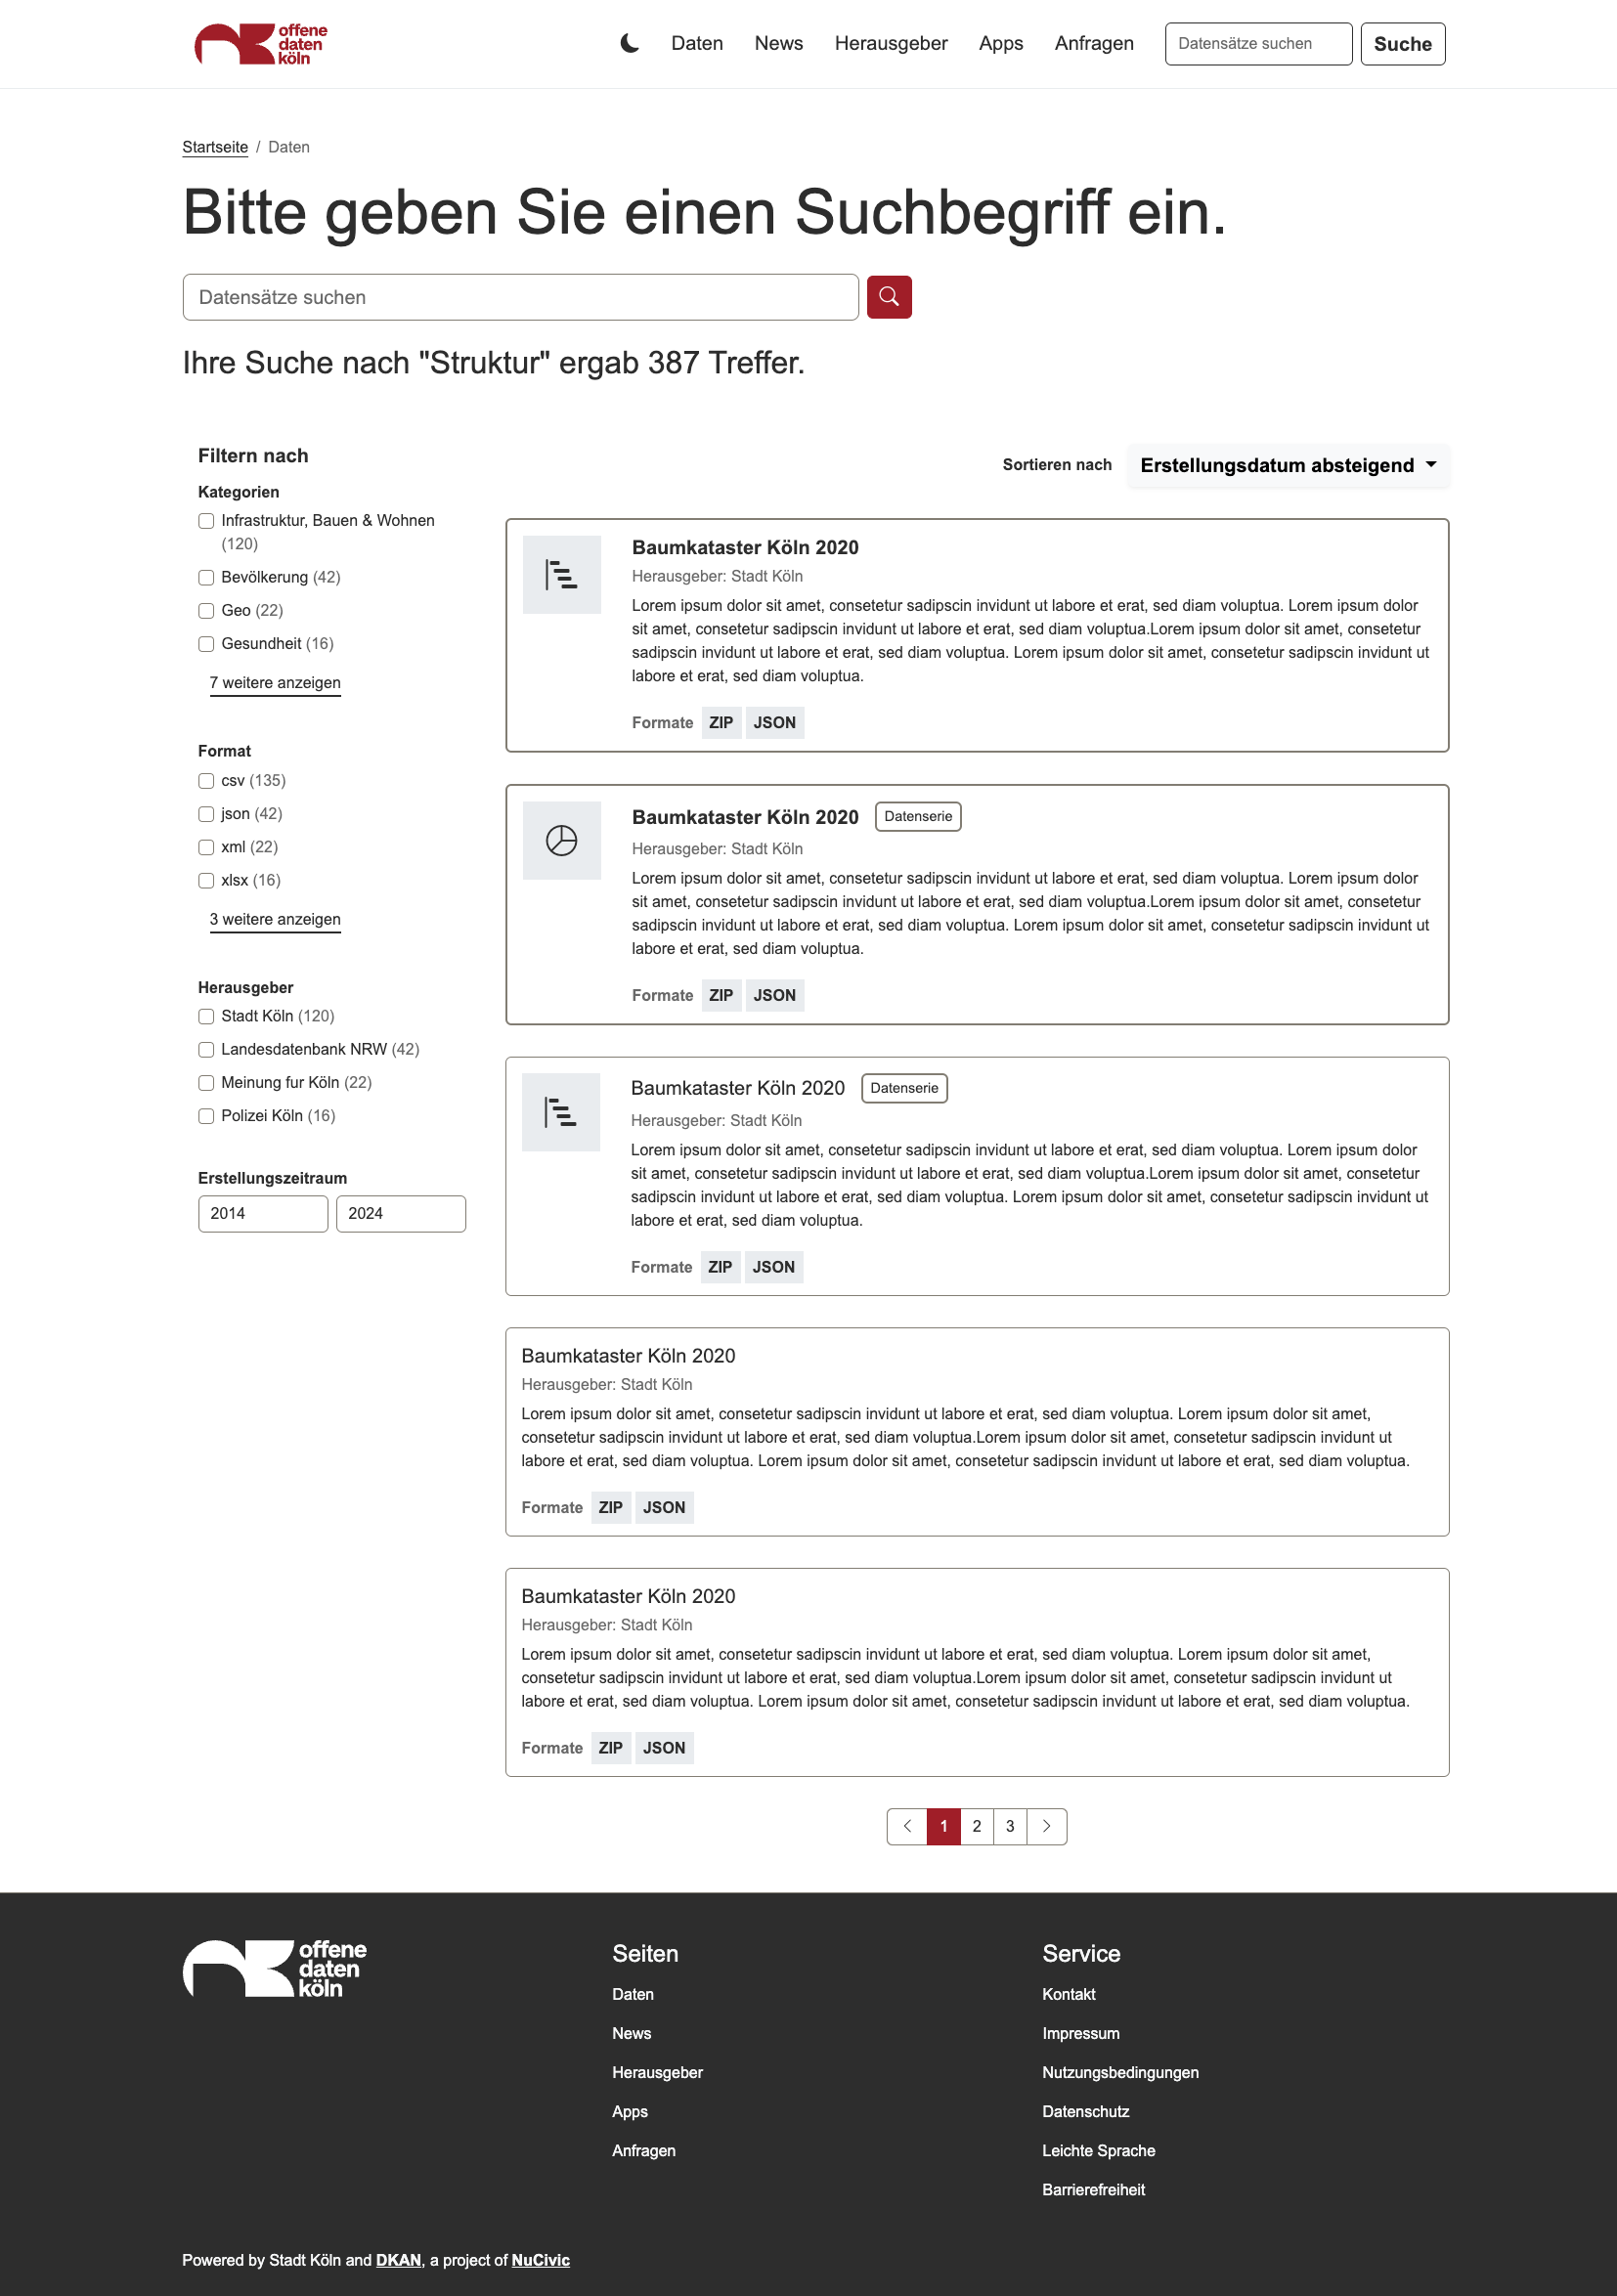 offene
daten
köln
Daten
News
Herausgeber
Apps
Anfragen
Datensätze suchen
Suche
Startseite / Daten
Bitte geben Sie einen Suchbegriff ein.
Datensätze suchen
Ihre Suche nach "Struktur" ergab 387 Treffer.
Filtern nach
Kategorien
Infrastruktur, Bauen & Wohnen
(120)
Bevölkerung (42)
Geo (22)
Gesundheit (16)
7 weitere anzeigen
Format
csv (135)
json (42)
xml (22)
xlsx (16)
3 weitere anzeigen
Herausgeber
Stadt Köln (120)
Landesdatenbank NRW (42)
Meinung fur Köln (22)
Polizei Köln (16)
Erstellungszeitraum
2014
2024
Sortieren nach
Erstellungsdatum absteigend
Baumkataster Köln 2020
Herausgeber: Stadt Köln
Lorem ipsum dolor sit amet, consetetur sadipscin invidunt ut labore et erat, sed diam voluptua. Lorem ipsum dolor
sit amet, consetetur sadipscin invidunt ut labore et erat, sed diam voluptua.Lorem ipsum dolor sit amet, consetetur
sadipscin invidunt ut labore et erat, sed diam voluptua. Lorem ipsum dolor sit amet, consetetur sadipscin invidunt ut
labore et erat, sed diam voluptua.
Formate ZIP JSON
Baumkataster Köln 2020 Datenserie
Herausgeber: Stadt Köln
Lorem ipsum dolor sit amet, consetetur sadipscin invidunt ut labore et erat, sed diam voluptua. Lorem ipsum dolor
sit amet, consetetur sadipscin invidunt ut labore et erat, sed diam voluptua.Lorem ipsum dolor sit amet, consetetur
sadipscin invidunt ut labore et erat, sed diam voluptua. Lorem ipsum dolor sit amet, consetetur sadipscin invidunt ut
labore et erat, sed diam voluptua.
Formate ZIP JSON
Baumkataster Köln 2020 Datenserie
Herausgeber: Stadt Köln
Lorem ipsum dolor sit amet, consetetur sadipscin invidunt ut labore et erat, sed diam voluptua. Lorem ipsum dolor
sit amet, consetetur sadipscin invidunt ut labore et erat, sed diam voluptua.Lorem ipsum dolor sit amet, consetetur
sadipscin invidunt ut labore et erat, sed diam voluptua. Lorem ipsum dolor sit amet, consetetur sadipscin invidunt ut
labore et erat, sed diam voluptua.
Formate ZIP JSON
Baumkataster Köln 2020
Herausgeber: Stadt Köln
Lorem ipsum dolor sit amet, consetetur sadipscin invidunt ut labore et erat, sed diam voluptua. Lorem ipsum dolor sit amet,
consetetur sadipscin invidunt ut labore et erat, sed diam voluptua.Lorem ipsum dolor sit amet, consetetur sadipscin invidunt ut
labore et erat, sed diam voluptua. Lorem ipsum dolor sit amet, consetetur sadipscin invidunt ut labore et erat, sed diam voluptua.
Formate ZIP JSON
Baumkataster Köln 2020
Herausgeber: Stadt Köln
Lorem ipsum dolor sit amet, consetetur sadipscin invidunt ut labore et erat, sed diam voluptua. Lorem ipsum dolor sit amet,
consetetur sadipscin invidunt ut labore et erat, sed diam voluptua.Lorem ipsum dolor sit amet, consetetur sadipscin invidunt ut
labore et erat, sed diam voluptua. Lorem ipsum dolor sit amet, consetetur sadipscin invidunt ut labore et erat, sed diam voluptua.
Formate ZIP JSON
1 2 3
offene
daten
köln
Seiten
Daten
News
Herausgeber
Apps
Anfragen
Service
Kontakt
Impressum
Nutzungsbedingungen
Datenschutz
Leichte Sprache
Barrierefreiheit
Powered by Stadt Köln and DKAN, a project of NuCivic